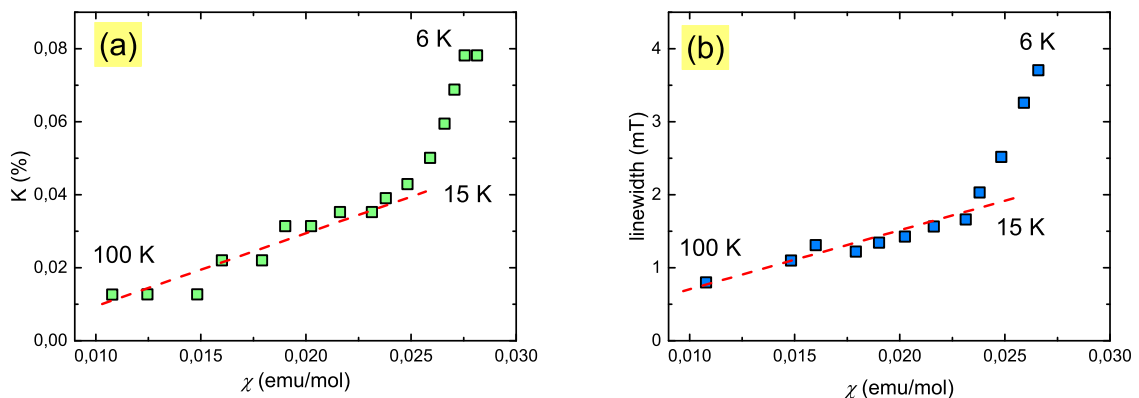 (a)
6 K
15 K
100 K
K (%)
0,08
0,06
0,04
0,02
0,00
0,010
0,015
0,020
0,025
0,030
χ (emu/mol)
(b)
6 K
15 K
100 K
linewidth (mT)
4
3
2
1
0
0,010
0,015
0,020
0,025
0,030
χ (emu/mol)